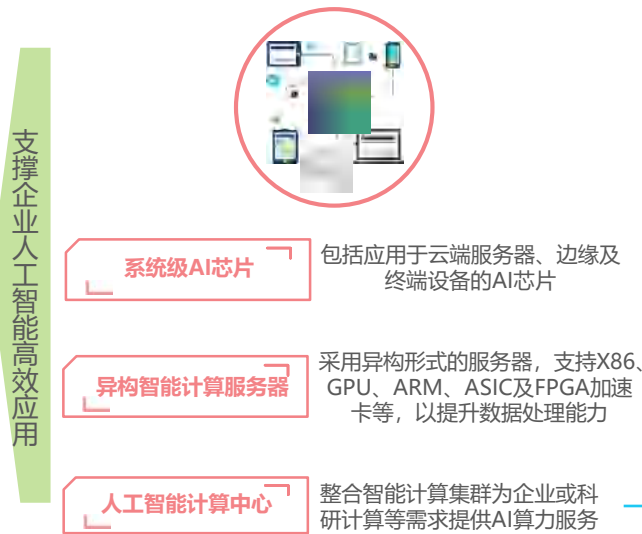 支撑企业人工智能高效应用
系统级AI芯片
包括应用于云端服务器、边缘及
终端设备的AI芯片
异构智能计算服务器
采用异构形式的服务器，支持X86、
GPU、ARM、ASIC及FPGA加速
卡等，以提升数据处理能力
人工智能计算中心
整合智能计算集群为企业或科
研计算等需求提供AI算力服务